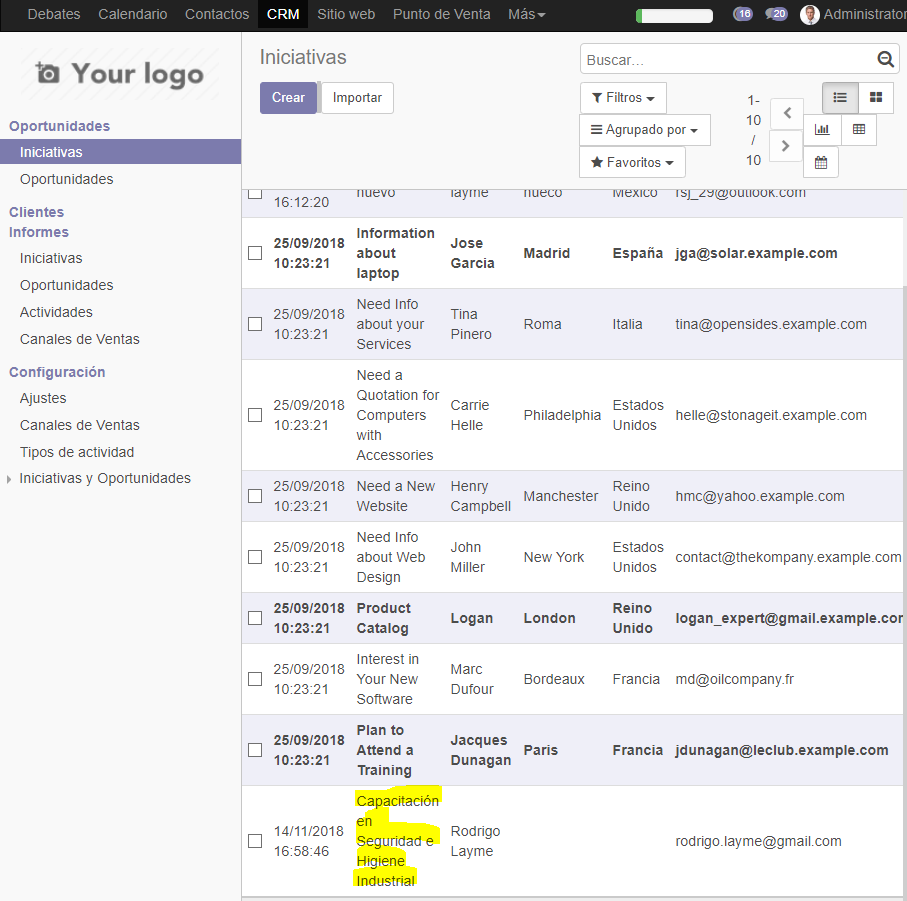 Debates Calendario Contactos CRM Sitio web Punto de Venta Más 16 20 Administrator
Your logo
Oportunidades
Iniciativas
Oportunidades
Clientes
Informes
Iniciativas
Oportunidades
Actividades
Canales de Ventas
Configuración
Ajustes
Canales de Ventas
Tipos de actividad
Iniciativas y Oportunidades
Iniciativas
Buscar...
Crear Importar
Filtros
Agrupado por
Favoritos
1-
10
/
10
16:12:20 nuevo layme hueco México rsj_29@outlook.com
25/09/2018
10:23:21
Information
about
laptop
Jose
Garcia
Madrid
España
jga@solar.example.com
25/09/2018
10:23:21
Need Info
about your
Services
Tina
Pinero
Roma
Italia
tina@opensides.example.com
25/09/2018
10:23:21
Need a
Quotation for
Computers
with
Accessories
Carrie
Helle
Philadelphia
Estados
Unidos
helle@stonageit.example.com
25/09/2018
10:23:21
Need a New
Website
Henry
Campbell
Manchester
Reino
Unido
hmc@yahoo.example.com
25/09/2018
10:23:21
Need Info
about Web
Design
John
Miller
New York
Estados
Unidos
contact@thekompany.example.com
25/09/2018
10:23:21
Product
Catalog
Logan
London
Reino
Unido
logan_expert@gmail.example.com
25/09/2018
10:23:21
Interest in
Your New
Software
Marc
Dufour
Bordeaux
Francia
md@oilcompany.fr
25/09/2018
10:23:21
Plan to
Attend a
Training
Jacques
Dunagan
Paris
Francia
jdunagan@leclub.example.com
14/11/2018
16:58:46
Capacitación
en
Seguridad e
Higiene
Industrial
Rodrigo
Layme
rodrigo.layme@gmail.com